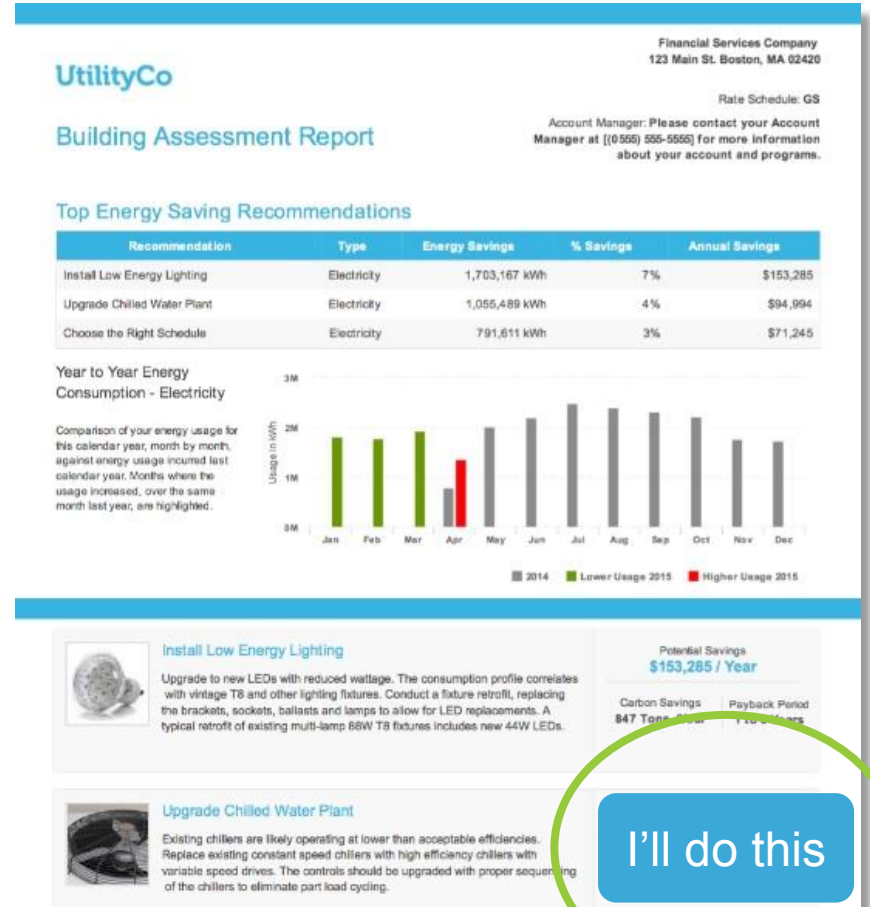 Financial Services Company
123 Main St. Boston, MA 02420
UtilityCo
Rate Schedule: GS
Building Assessment Report
Account Manager: Please contact your Account
Manager at [(0555) 555-5555] for more information
about your account and programs.
Top Energy Saving Recommendations
Recommendation Type Energy Savings % Savings Annual Savings
Install Low Energy Lighting Electricity 1,703,167 kWh 7% $153,285
Upgrade Chilled Water Plant Electricity 1,055,489 kWh 4% $94,994
Choose the Right Schedule Electricity 791,611 kWh 3% $71,245
Year to Year Energy
Consumption - Electricity
Comparison of your energy usage for
this calendar year, month by month,
against energy usage incurred last
calendar year. Months where the
usage increased, over the same
month last year, are highlighted.
Usage in kWh
3M
2M
1M
0M
Jan Feb Mar Apr May Jun Jul Aug Sep Oct Nov Dec
2014 Lower Usage 2015 Higher Usage 2015
Install Low Energy Lighting
Upgrade to new LEDs with reduced wattage. The consumption profile correlates
with vintage T8 and other lighting fixtures. Conduct a fixture retrofit, replacing
the brackets, sockets, ballasts and lamps to allow for LED replacements. A
typical retrofit of existing multi-lamp 88W T8 fixtures includes new 44W LEDs.
Potential Savings
$153,285 / Year
Carbon Savings Payback Period
847 Tons
Upgrade Chilled Water Plant
Existing chillers are likely operating at lower than acceptable efficiencies.
Replace existing constant speed chillers with high efficiency chillers with
variable speed drives. The controls should be upgraded with proper sequencing
of the chillers to eliminate part load cycling.
I'll do this